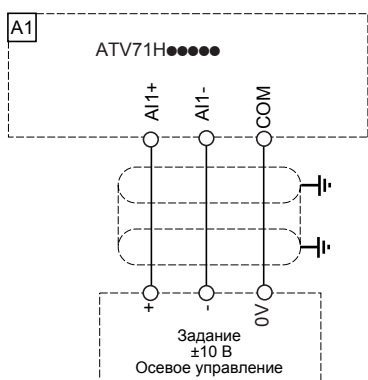 A1
ATV71H●●●●●
AI1+
AI1-
COM
+
-
0V
Задание
±10 В
Осевое управление